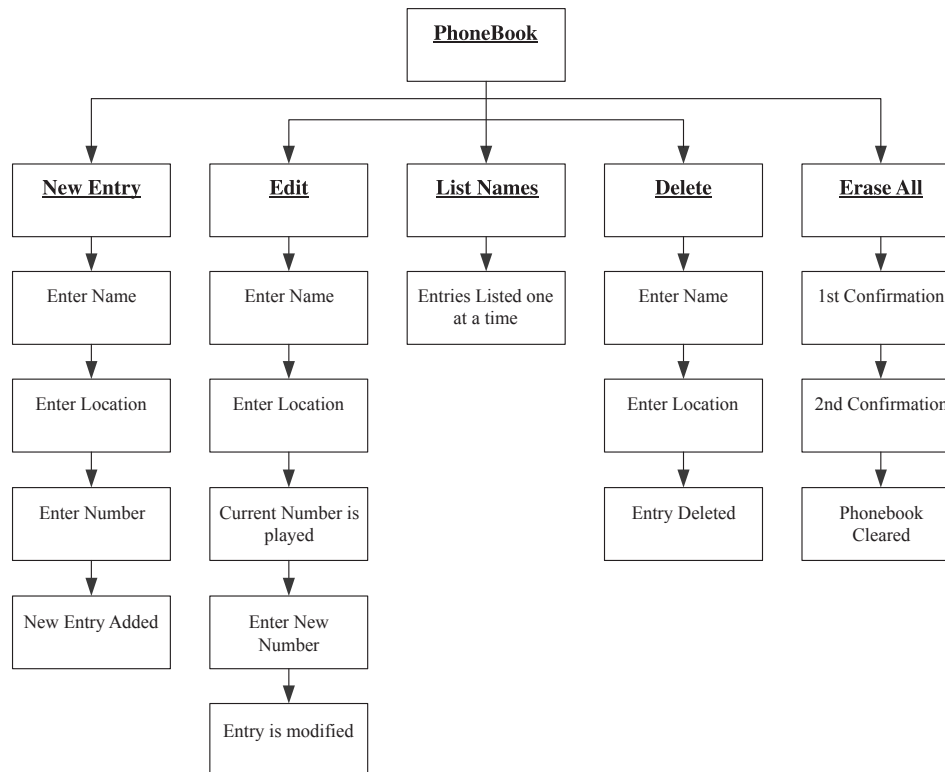 PhoneBook
New Entry
Edit
List Names
Delete
Erase All
Enter Name
Enter Name
Entries Listed one
at a time
Enter Name
1st Confirmation
Enter Location
Enter Location
Enter Location
2nd Confirmation
Enter Number
Current Number is
played
Entry Deleted
Phonebook
Cleared
New Entry Added
Enter New
Number
Entry is modified